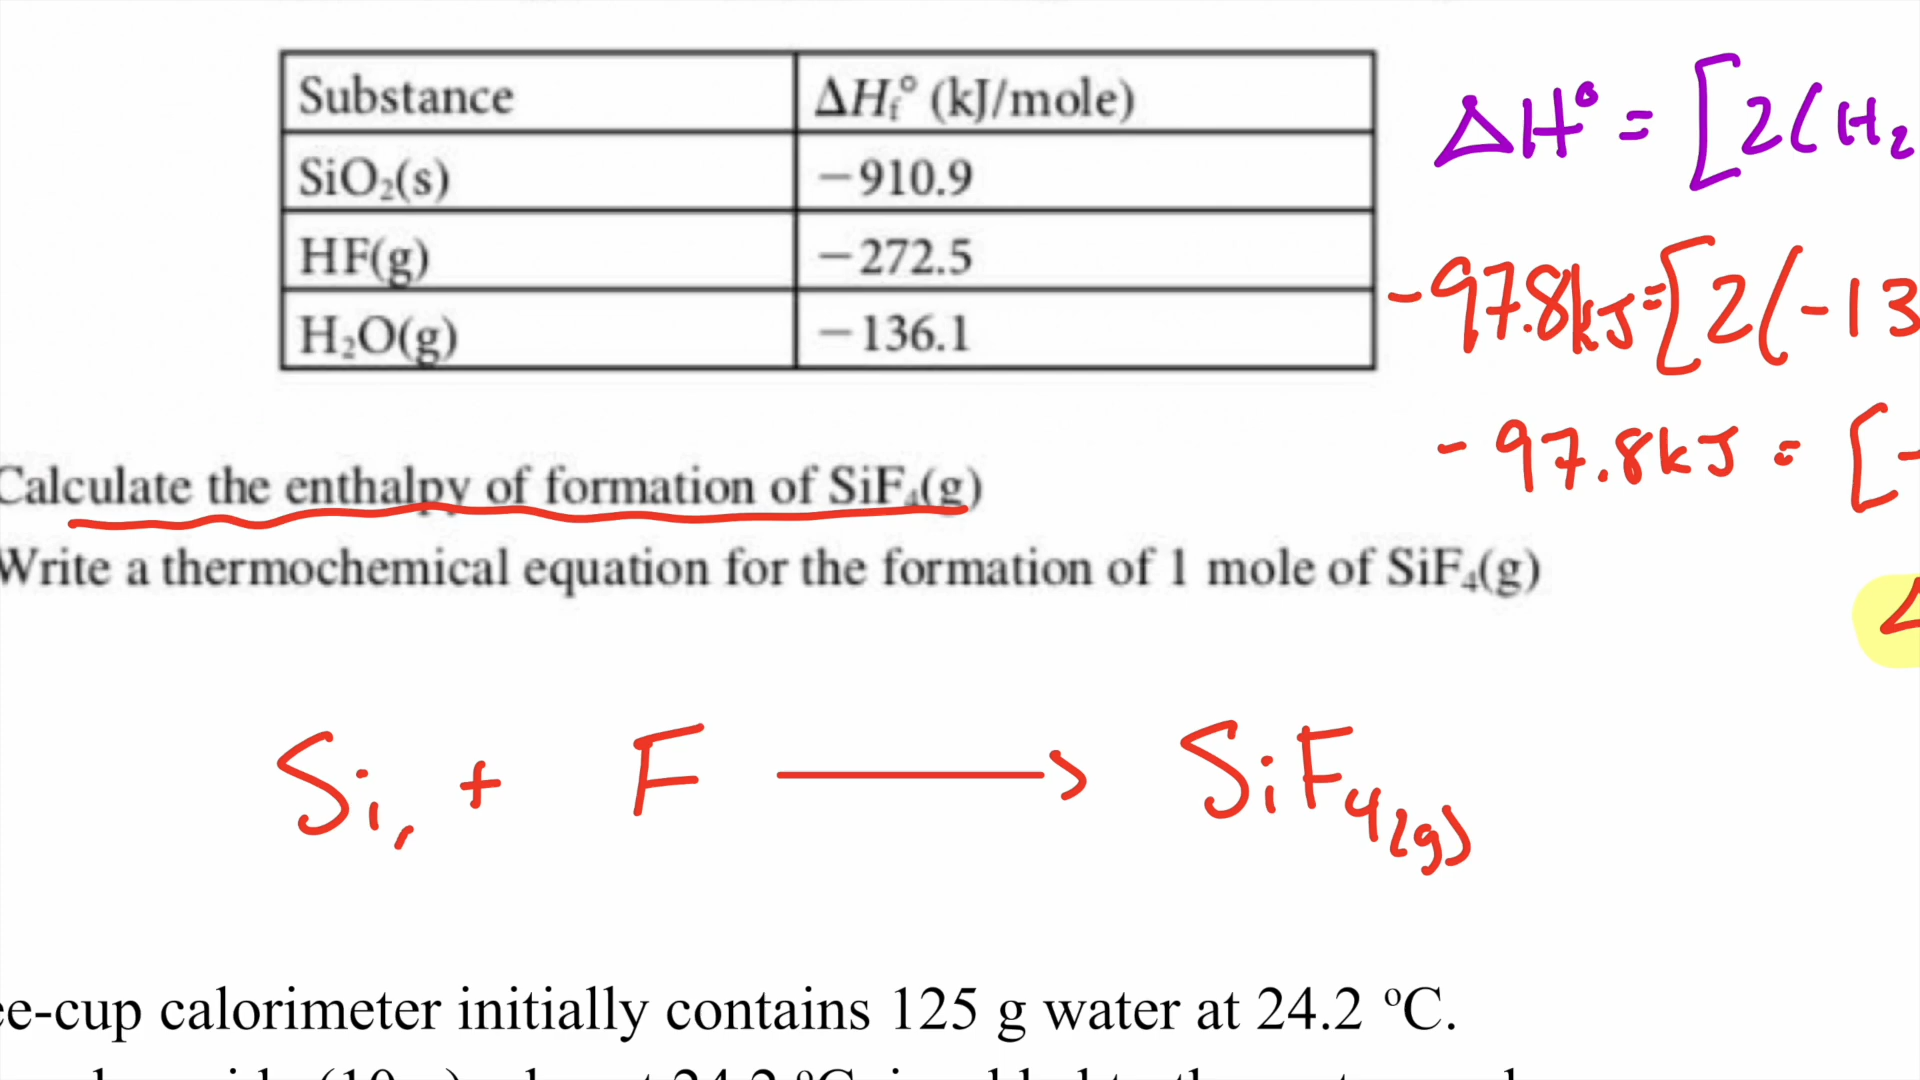 Substance ΔHf° (kJ/mole)
SiO₂(s) −910.9
HF(g) −272.5
H₂O(g) −136.1
ΔH° = [2(H₂
-97.8kJ=[2(-13
-97.8kJ = [-
Calculate the enthalpy of formation of SiF₄(g)
Write a thermochemical equation for the formation of 1 mole of SiF₄(g)
Si + F → SiF₄(g)
ee-cup calorimeter initially contains 125 g water at 24.2 °C.